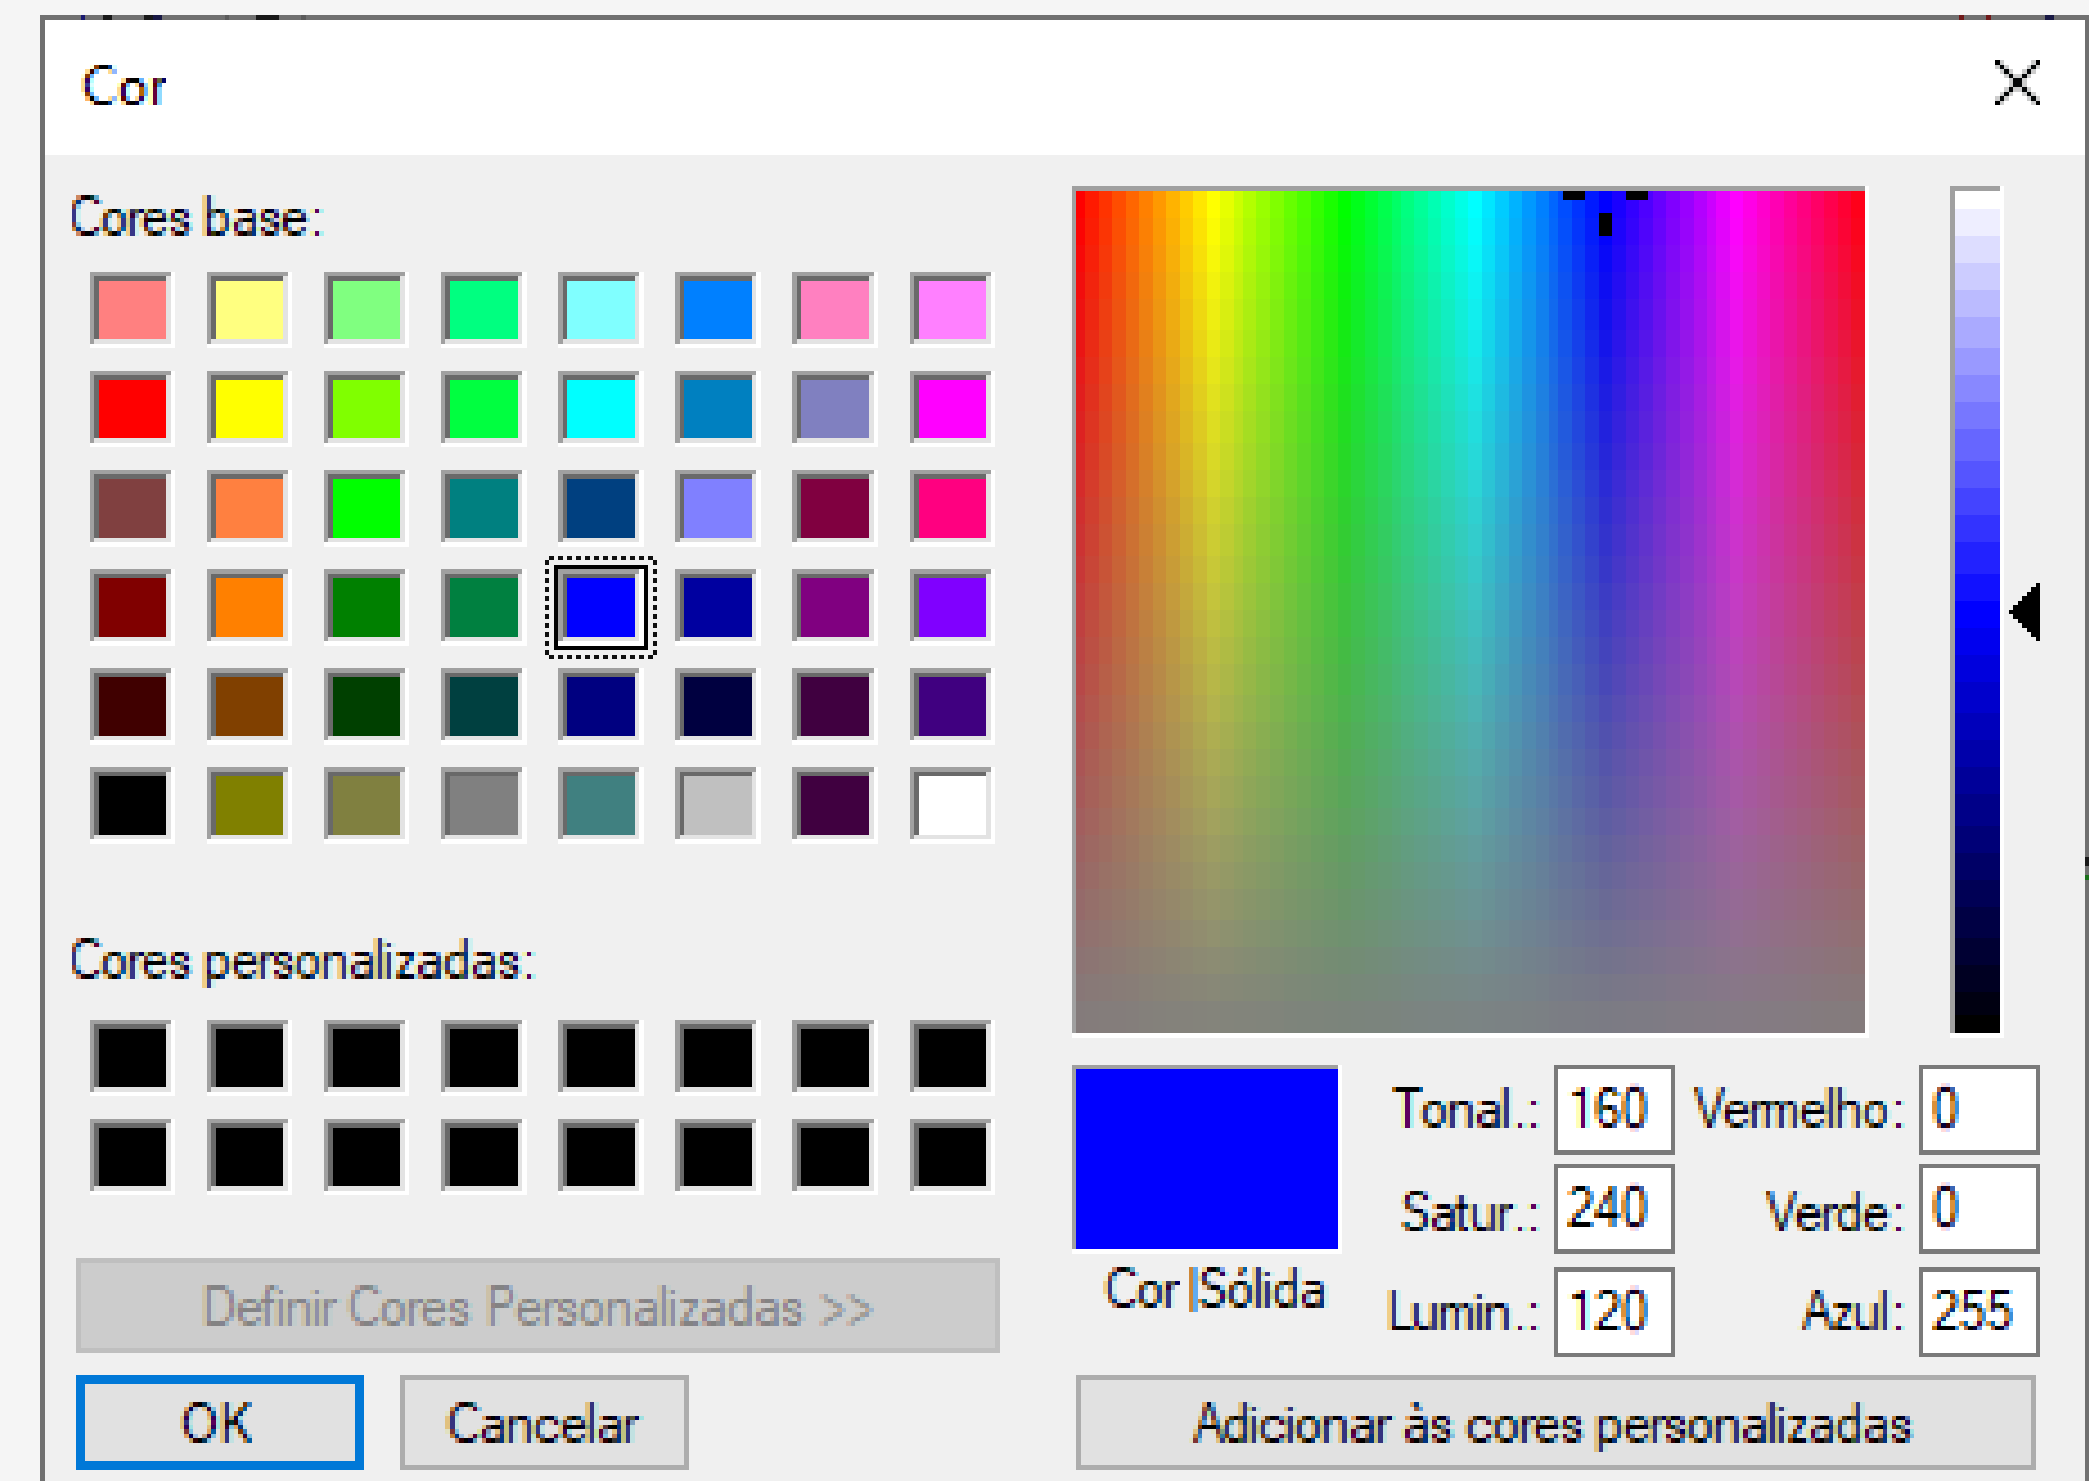 Cor
Cores base:
Cores personalizadas:
Definir Cores Personalizadas >>
OK
Cancelar
Cor |Sólida
Tonal.: 160
Satur.: 240
Lumin.: 120
Vermelho: 0
Verde: 0
Azul: 255
Adicionar às cores personalizadas